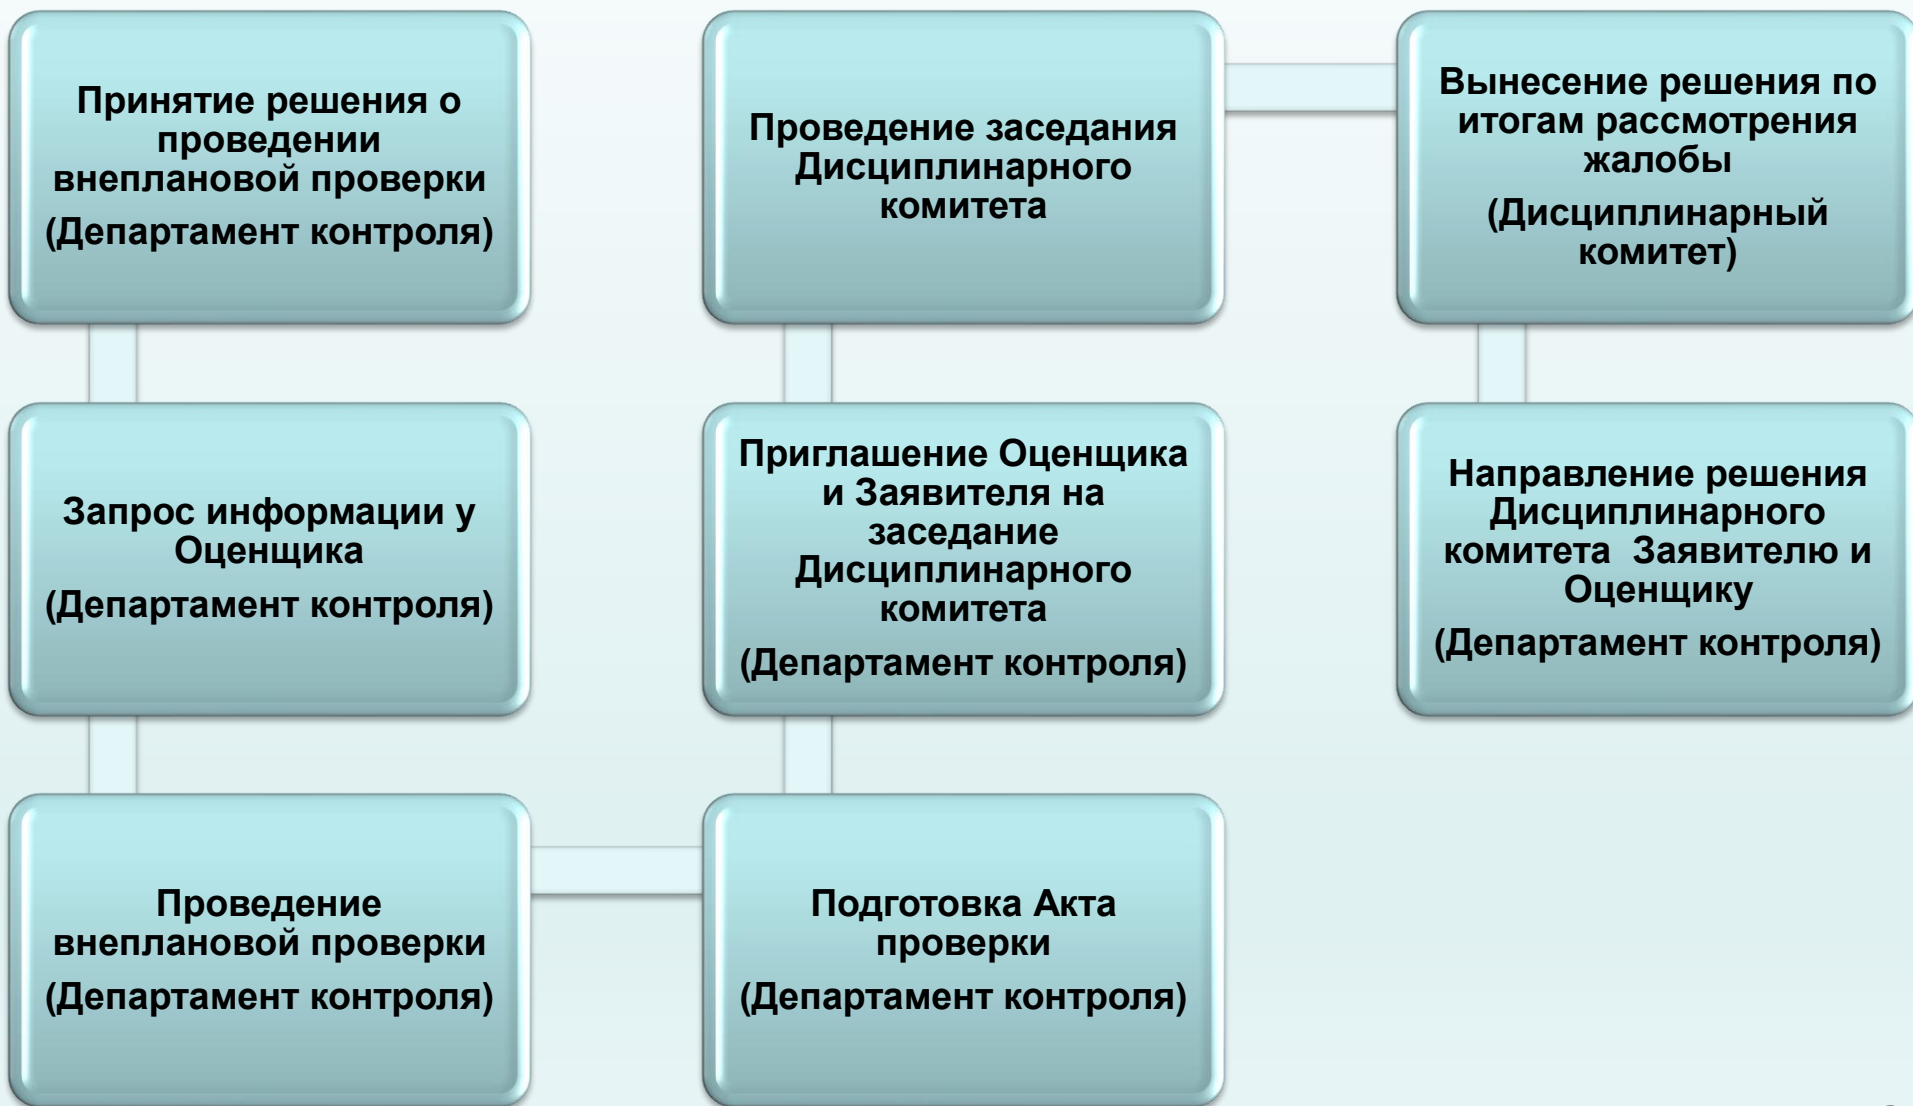 Принятие решения о
проведении
внеплановой проверки
(Департамент контроля)
Запрос информации у
Оценщика
(Департамент контроля)
Проведение
внеплановой проверки
(Департамент контроля)
Подготовка Акта
проверки
(Департамент контроля)
Приглашение Оценщика
и Заявителя на
заседание
Дисциплинарного
комитета
(Департамент контроля)
Проведение заседания
Дисциплинарного
комитета
Вынесение решения по
итогам рассмотрения
жалобы
(Дисциплинарный
комитет)
Направление решения
Дисциплинарного
комитета  Заявителю и
Оценщику
(Департамент контроля)